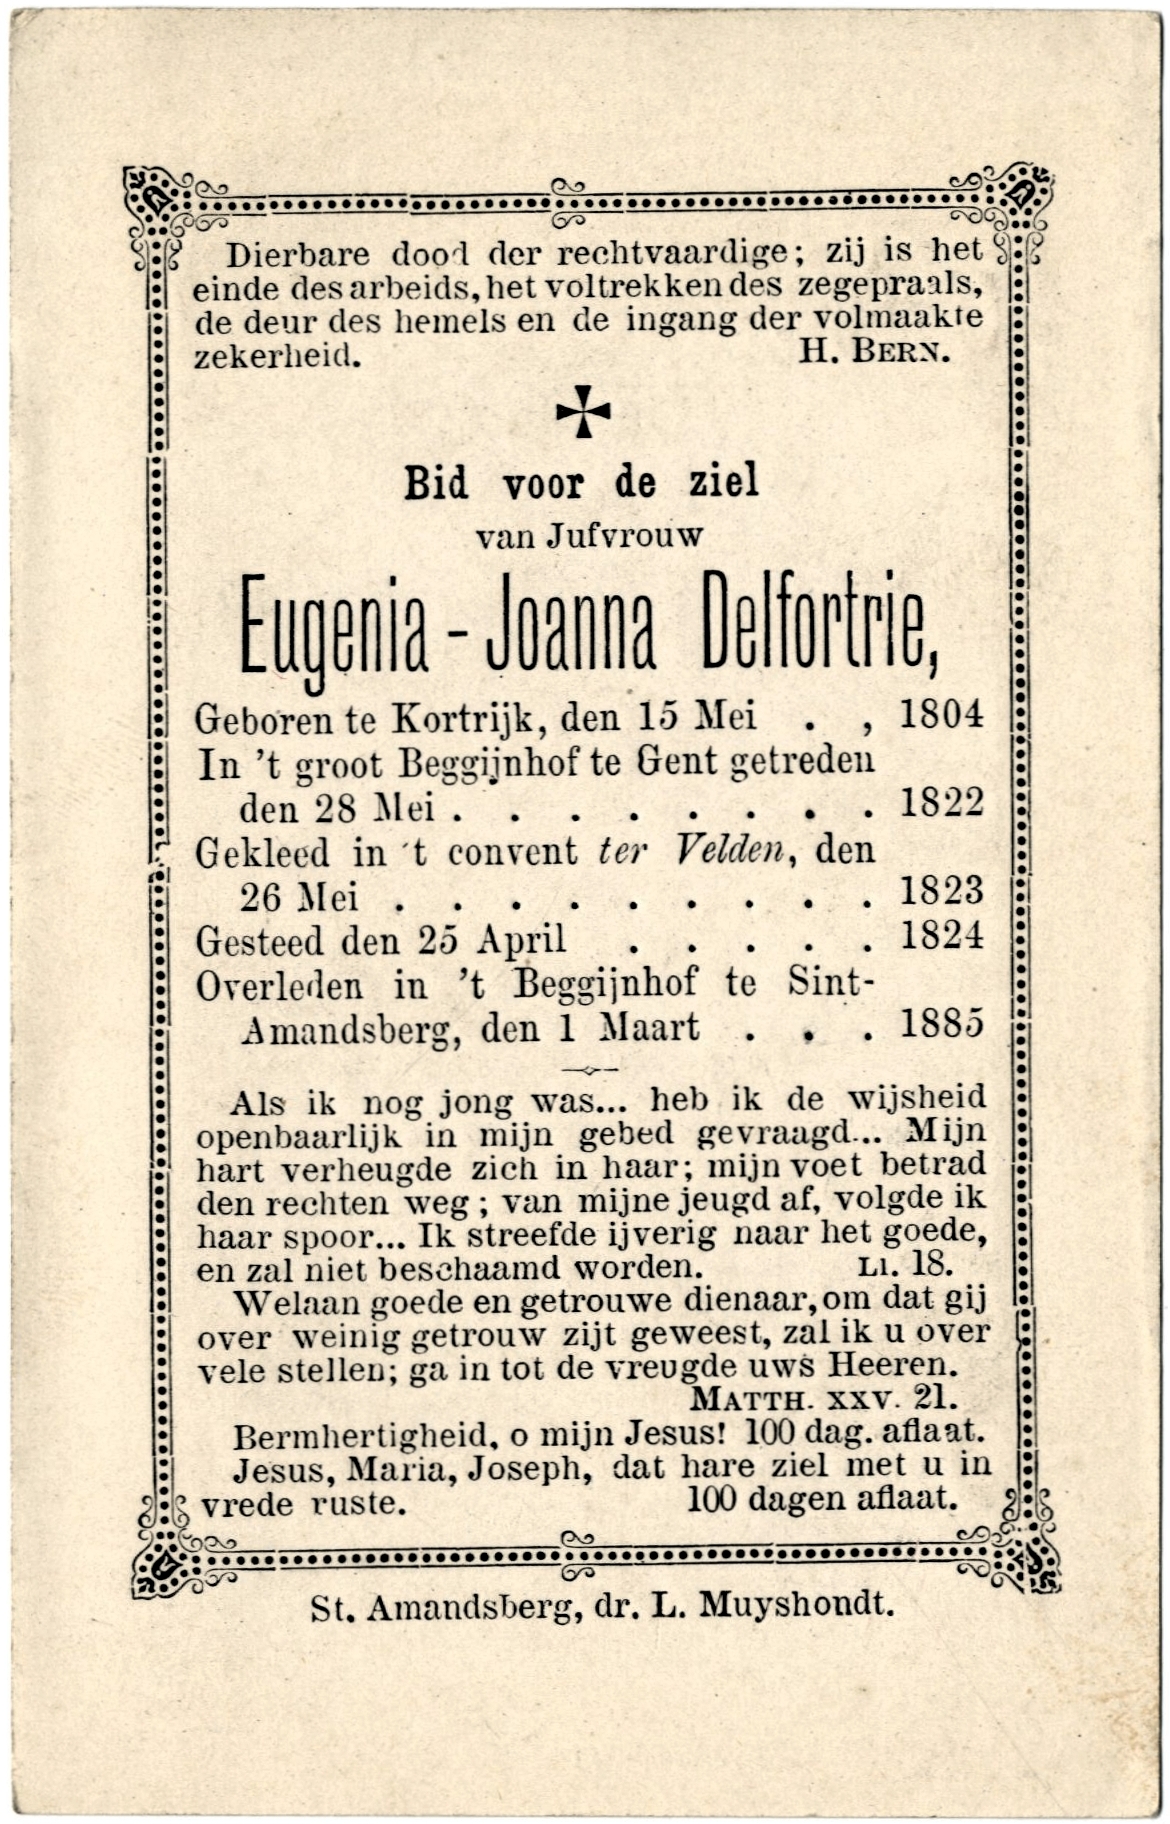 Dierbare dood der rechtvaardige; zij is het
einde des arbeids, het voltrekken des zegepraals,
de deur des hemels en de ingang der volmaakte
zekerheid. H. BERN.
Bid voor de ziel
van Jufvrouw
Eugenia - Joanna Delfortrie,
Geboren te Kortrijk, den 15 Mei . , 1804
In 't groot Beggijnhof te Gent getreden
den 28 Mei . . . . . . . . 1822
Gekleed in 't convent ter Velden, den
26 Mei . . . . . . . . . 1823
Gesteed den 25 April . . . . . 1824
Overleden in 't Beggijnhof te Sint-
Amandsberg, den 1 Maart . . . 1885
Als ik nog jong was... heb ik de wijsheid
openbaarlijk in mijn gebed gevraagd... Mijn
hart verheugde zich in haar; mijn voet betrad
den rechten weg; van mijne jeugd af, volgde ik
haar spoor... Ik streefde ijverig naar het goede,
en zal niet beschaamd worden. LI. 18.
Welaan goede en getrouwe dienaar, om dat gij
over weinig getrouw zijt geweest, zal ik u over
vele stellen; ga in tot de vreugde uws Heeren.
MATTH. XXV. 21.
Bermhertigheid, o mijn Jesus! 100 dag. aflaat.
Jesus, Maria, Joseph, dat hare ziel met u in
vrede ruste. 100 dagen aflaat.
St. Amandsberg, dr. L. Muyshondt.